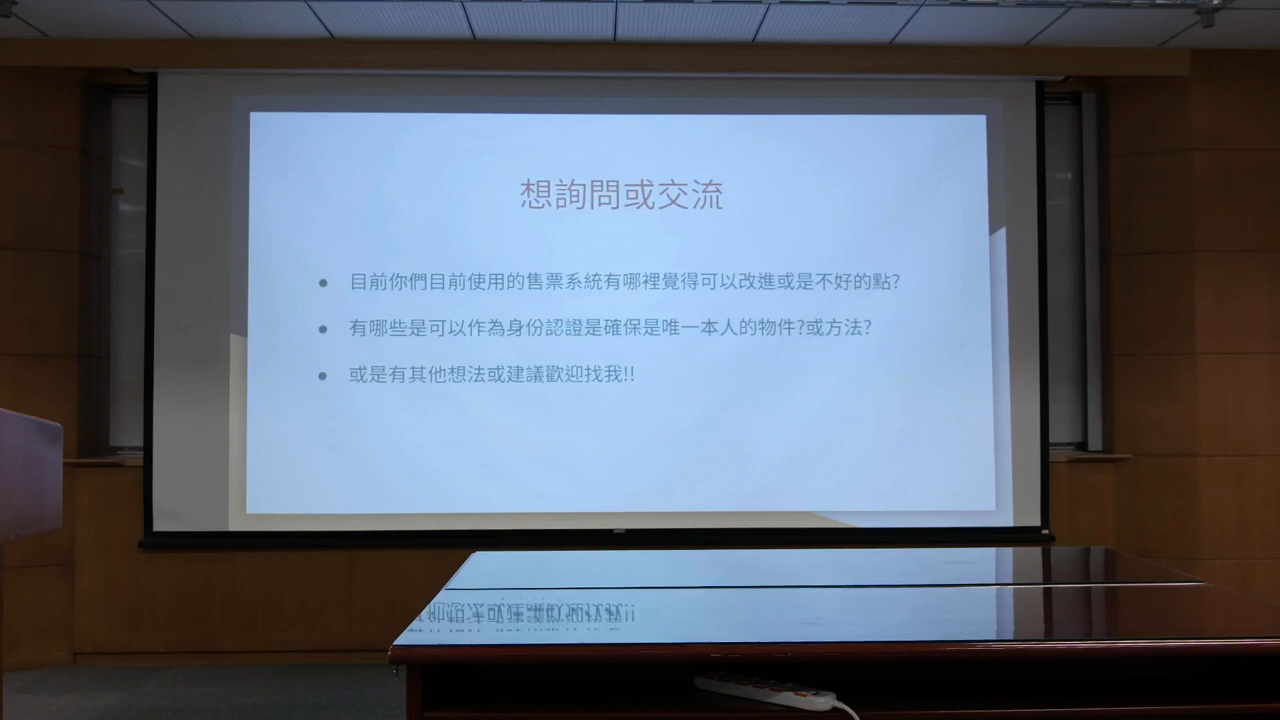 想詢問或交流
● 目前你們目前使用的售票系統有哪裡覺得可以改進或是不好的點?
● 有哪些是可以作為身份認證是確保是唯一本人的物件?或方法?
● 或是有其他想法或建議歡迎找我!!